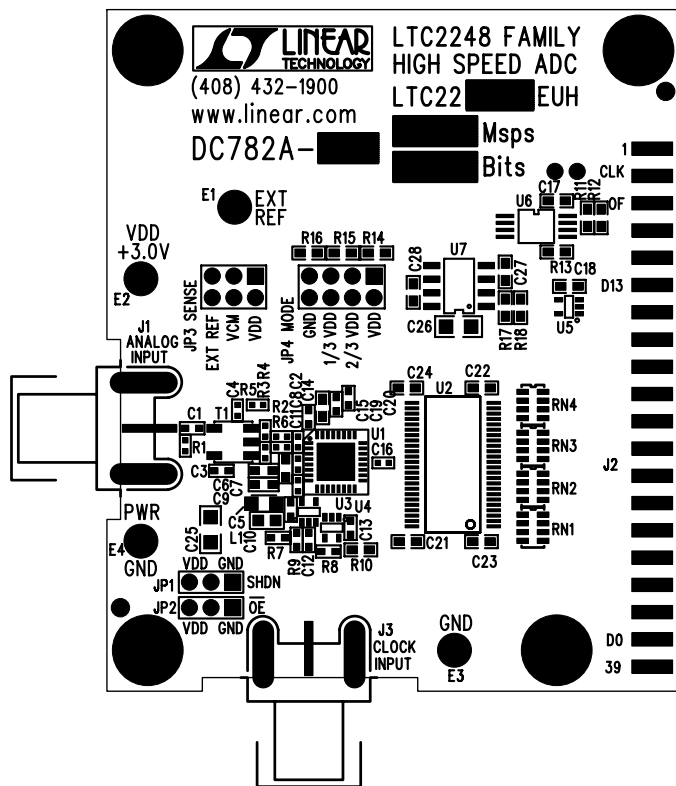 LINEAR
TECHNOLOGY
(408) 432-1900
www.linear.com
DC782A-
LTC2248 FAMILY
HIGH SPEED ADC
LTC22 EUH
Msps
Bits
1
CLK
OF
D13
J2
D0
39
E1
EXT
REF
VDD
+3.0V
E2
C17
U6
R11
R12
R13
C18
U5
R16
R15
R14
C28
U7
C27
C26
R17
R18
JP3 SENSE
EXT REF
VCM
VDD
JP4 MODE
GND
1/3 VDD
2/3 VDD
VDD
J1
ANALOG
INPUT
C1
R1
C4
R5
R3
R4
T1
R2
R6
C11
C8
C2
C14
C15
C19
C20
C24
U2
C22
U1
C16
C3
C6
C7
C9
C5
L1
C10
U3
U4
C13
C25
R7
R9
C12
R8
R10
C21
C23
RN4
RN3
RN2
RN1
PWR
E4
GND
VDD GND
JP1
SHDN
JP2
OE
VDD GND
J3
CLOCK
INPUT
GND
E3